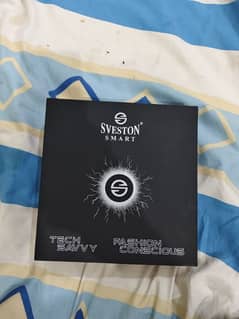 SVESTON®
SMART
TECH FASHION
SAVVY CONSCIOUS